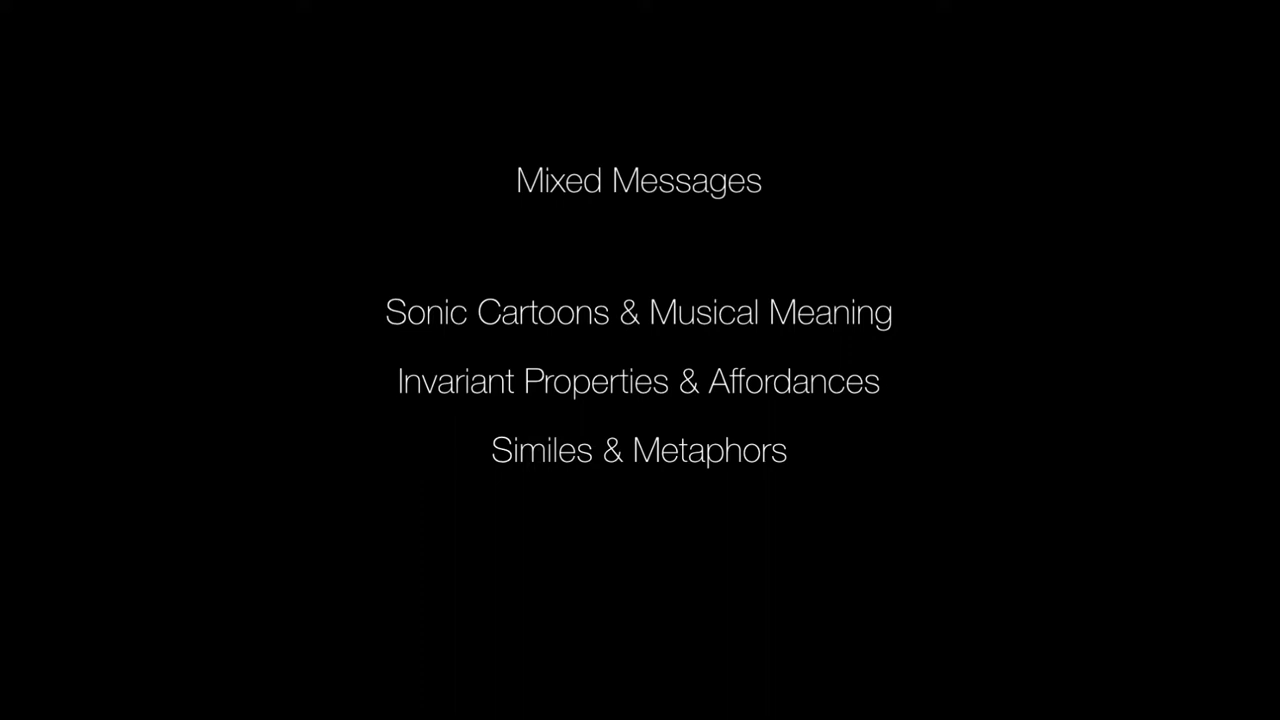 Mixed Messages
Sonic Cartoons & Musical Meaning
Invariant Properties & Affordances
Similes & Metaphors